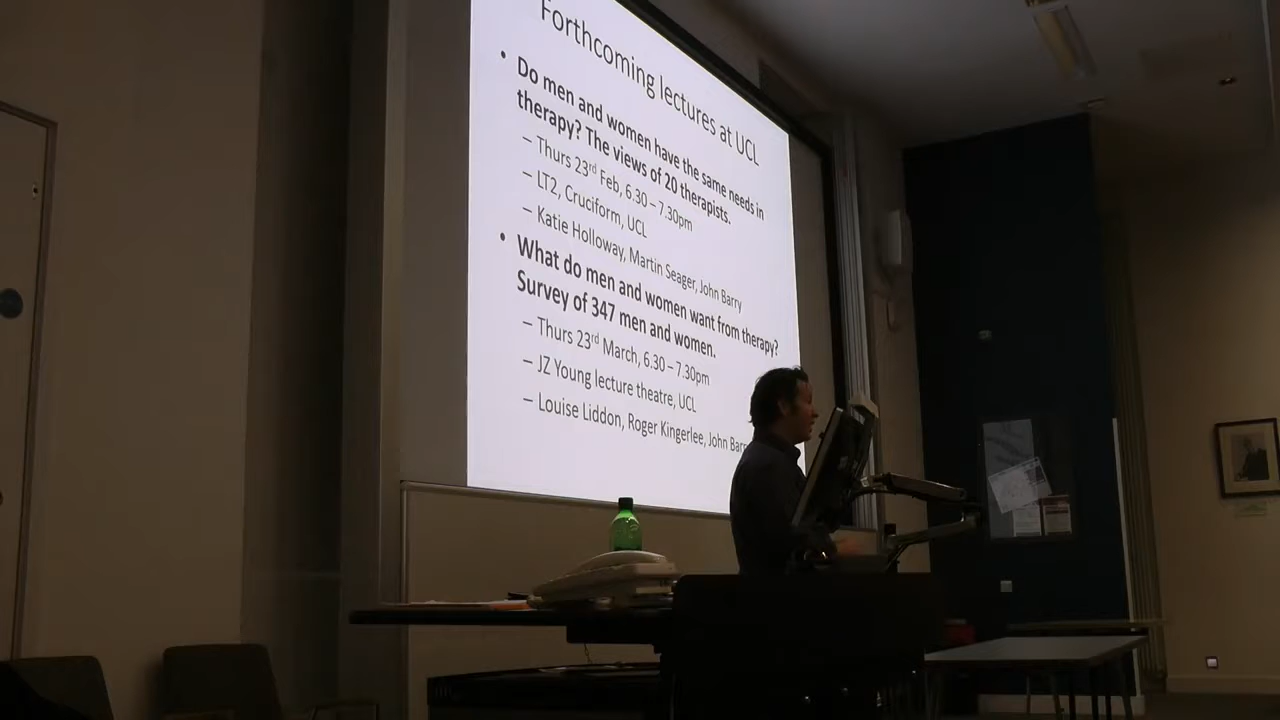 Forthcoming lectures at UCL
• Do men and women have the same needs in
therapy? The views of 20 therapists.
– Thurs 23rd Feb, 6.30 – 7.30pm
– LT2, Cruciform, UCL
– Katie Holloway, Martin Seager, John Barry
• What do men and women want from therapy?
Survey of 347 men and women.
– Thurs 23rd March, 6.30 – 7.30pm
– JZ Young lecture theatre, UCL
– Louise Liddon, Roger Kingerlee, John Barr